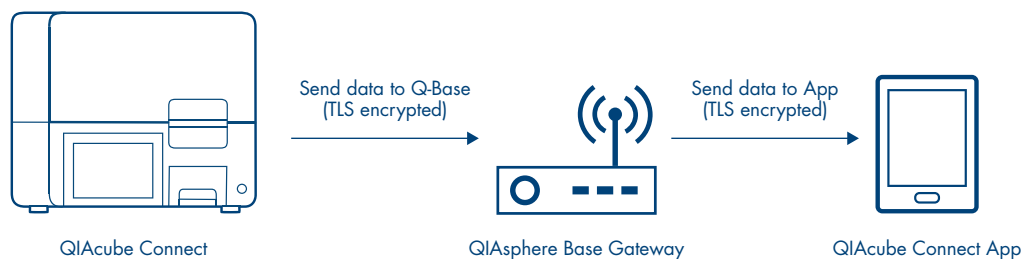 Send data to Q-Base
(TLS encrypted)
Send data to App
(TLS encrypted)
QIAcube Connect
QIAsphere Base Gateway
QIAcube Connect App